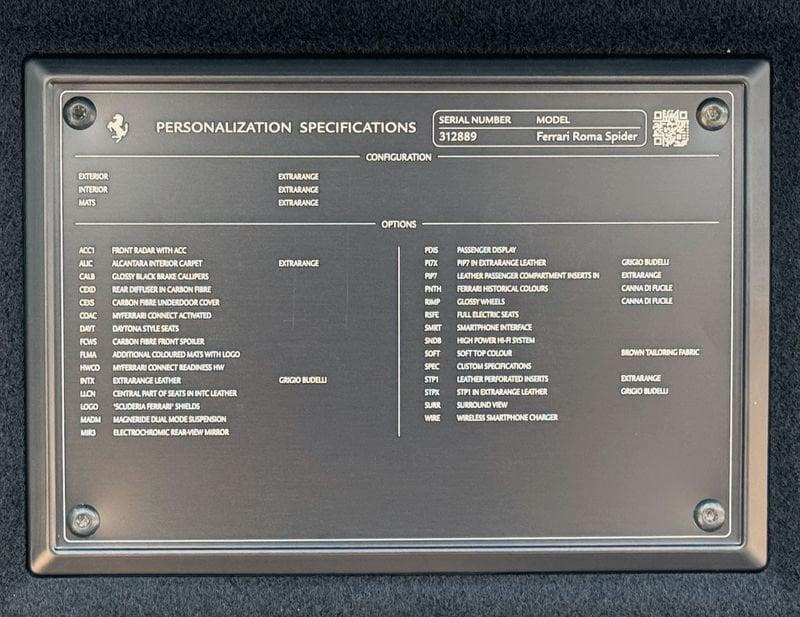 PERSONALIZATION SPECIFICATIONS
SERIAL NUMBER MODEL
312889 Ferrari Roma Spider
CONFIGURATION
EXTERIOR EXTRARANGE
INTERIOR EXTRARANGE
MATS EXTRARANGE
OPTIONS
ACC1 FRONT RADAR WITH ACC
ALIC ALCANTARA INTERIOR CARPET EXTRARANGE
CALB GLOSSY BLACK BRAKE CALLIPERS
CEXD REAR DIFFUSER IN CARBON FIBRE
CEXS CARBON FIBRE UNDERDOOR COVER
COAC MYFERRARI CONNECT ACTIVATED
DAYT DAYTONA STYLE SEATS
FCWS CARBON FIBRE FRONT SPOILER
FLMA ADDITIONAL COLOURED MATS WITH LOGO
HWCO MYFERRARI CONNECT READINESS HW
INTX EXTRARANGE LEATHER GRIGIO BUDELLI
LLCN CENTRAL PART OF SEATS IN INTC LEATHER
LOGO "SCUDERIA FERRARI" SHIELDS
MADM MAGNERIDE DUAL MODE SUSPENSION
MIR3 ELECTROCHROMIC REAR-VIEW MIRROR
PDIS PASSENGER DISPLAY
PI7X PIP7 IN EXTRARANGE LEATHER GRIGIO BUDELLI
PIP7 LEATHER PASSENGER COMPARTMENT INSERTS IN EXTRARANGE
PNTH FERRARI HISTORICAL COLOURS CANNA DI FUCILE
RIMP GLOSSY WHEELS CANNA DI FUCILE
RSFE FULL ELECTRIC SEATS
SMRT SMARTPHONE INTERFACE
SNDB HIGH POWER HI-FI SYSTEM
SOFT SOFT TOP COLOUR BROWN TAILORING FABRIC
SPEC CUSTOM SPECIFICATIONS
STP1 LEATHER PERFORATED INSERTS EXTRARANGE
STPX STP1 IN EXTRARANGE LEATHER GRIGIO BUDELLI
SURR SURROUND VIEW
WIRE WIRELESS SMARTPHONE CHARGER